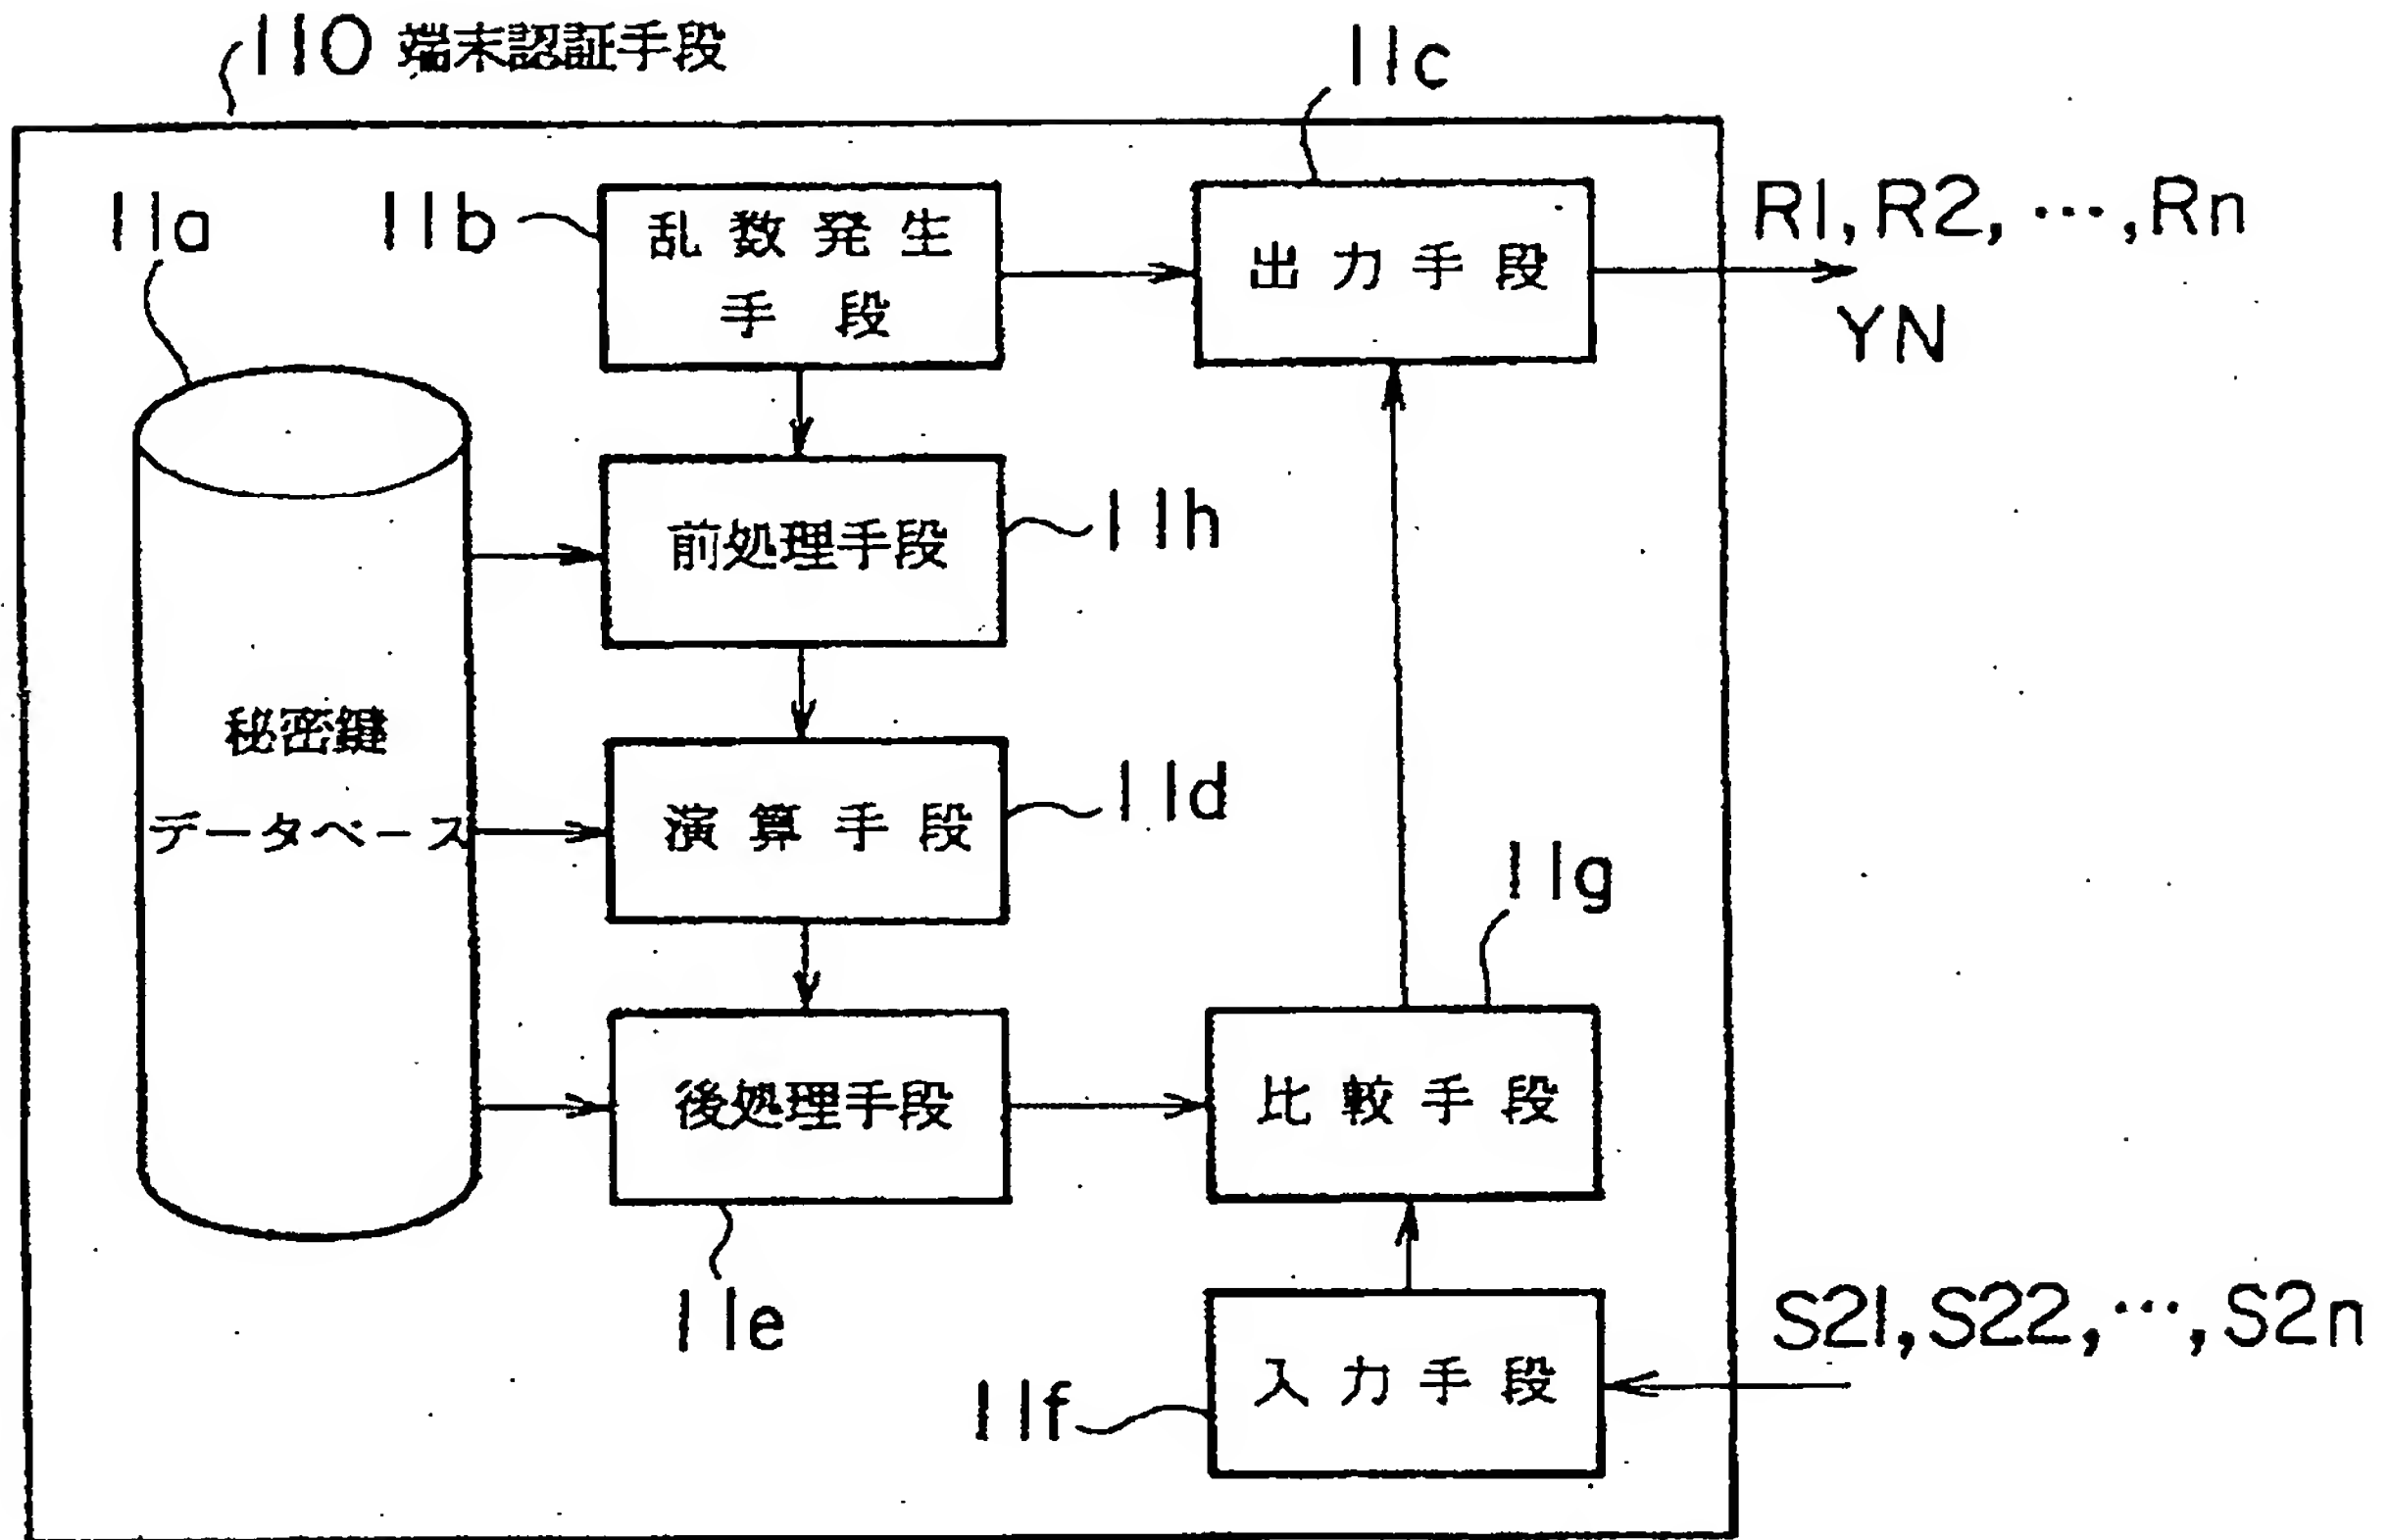 110 端末認証手段
11c
11a
11b
乱数発生
手段
出力手段
R1, R2, …, Rn
YN
前処理手段
11h
秘密鍵
データベース
演算手段
11d
11g
後処理手段
比較手段
11e
S21, S22, …, S2n
入力手段
11f